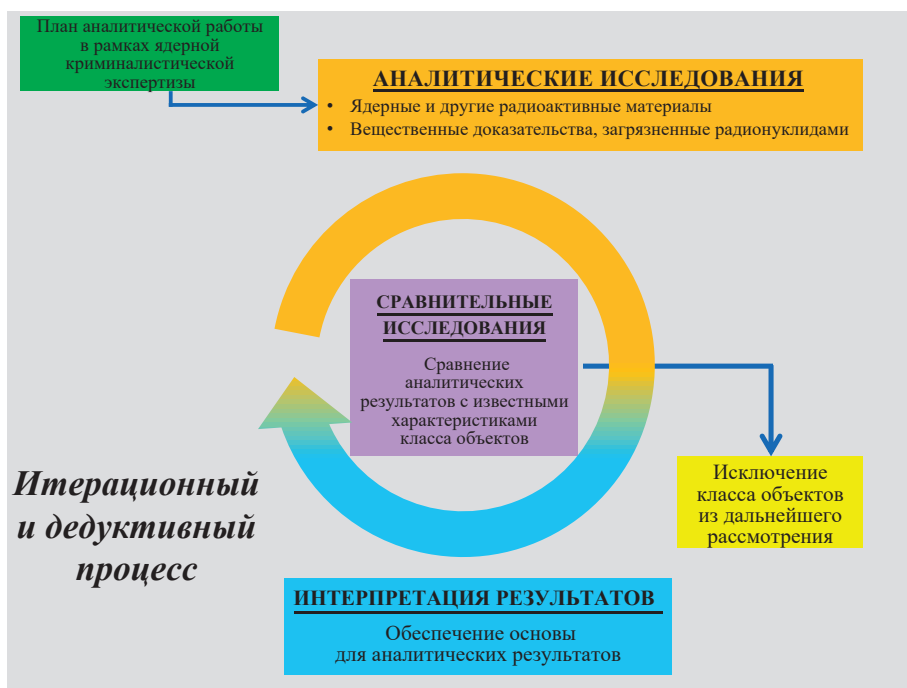 План аналитической работы
в рамках ядерной
криминалистической
экспертизы
АНАЛИТИЧЕСКИЕ ИССЛЕДОВАНИЯ
• Ядерные и другие радиоактивные материалы
• Вещественные доказательства, загрязненные радионуклидами
СРАВНИТЕЛЬНЫЕ
ИССЛЕДОВАНИЯ
Сравнение
аналитических
результатов с известными
характеристиками
класса объектов
Исключение
класса объектов
из дальнейшего
рассмотрения
Итерационный
и дедуктивный
процесс
ИНТЕРПРЕТАЦИЯ РЕЗУЛЬТАТОВ
Обеспечение основы
для аналитических результатов